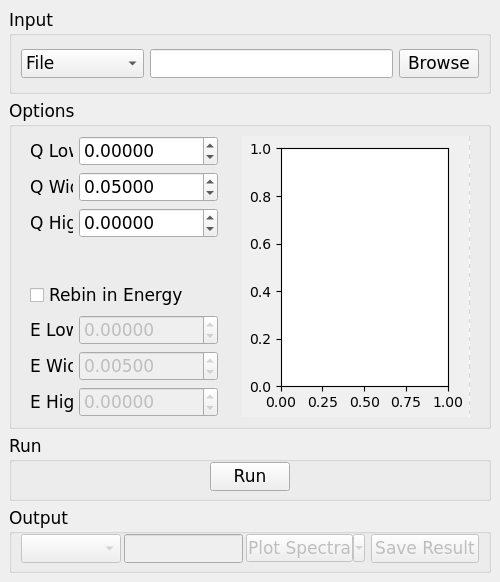 Input
File Browse
Options
Q Lov 0.00000
Q Wid 0.05000
Q Hig 0.00000
Rebin in Energy
E Lov 0.00000
E Wid 0.00500
E Hig 0.00000
1.0
0.8
0.6
0.4
0.2
0.0
0.00 0.25 0.50 0.75 1.00
Run
Run
Output
Plot Spectra Save Result